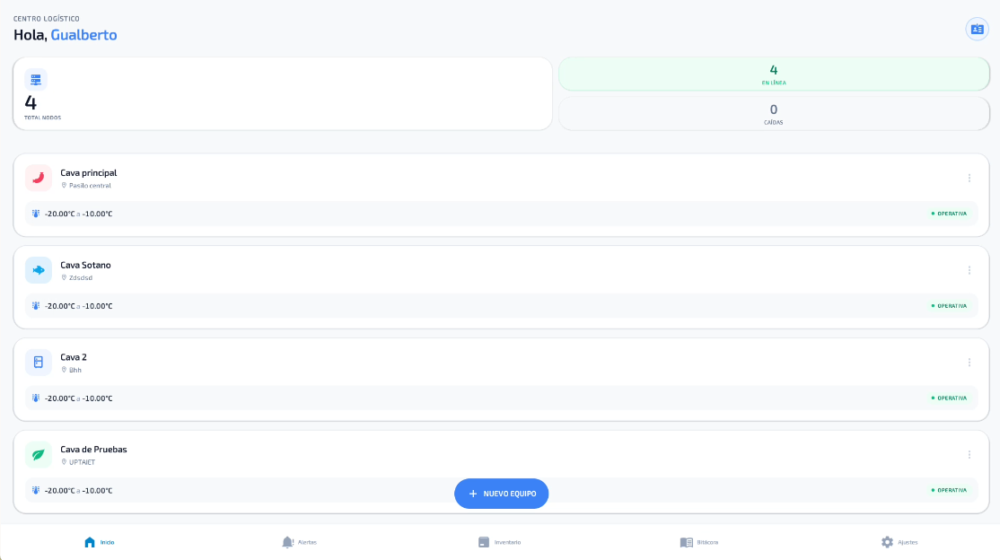 CENTRO LOGÍSTICO
Hola, Gualberto
4
TOTAL NODOS
4
EN LÍNEA
0
CAÍDAS
Cava principal
Pasilo central
-20.00°C a -10.00°C
OPERATIVA
Cava Sotano
Zdsclsd
-20.00°C a -10.00°C
OPERATIVA
Cava 2
Bhh
-20.00°C a -10.00°C
OPERATIVA
Cava de Pruebas
UPTAIET
-20.00°C a -10.00°C
OPERATIVA
+ NUEVO EQUIPO
Inicio
Alertas
Inventario
Bitácora
Ajustes